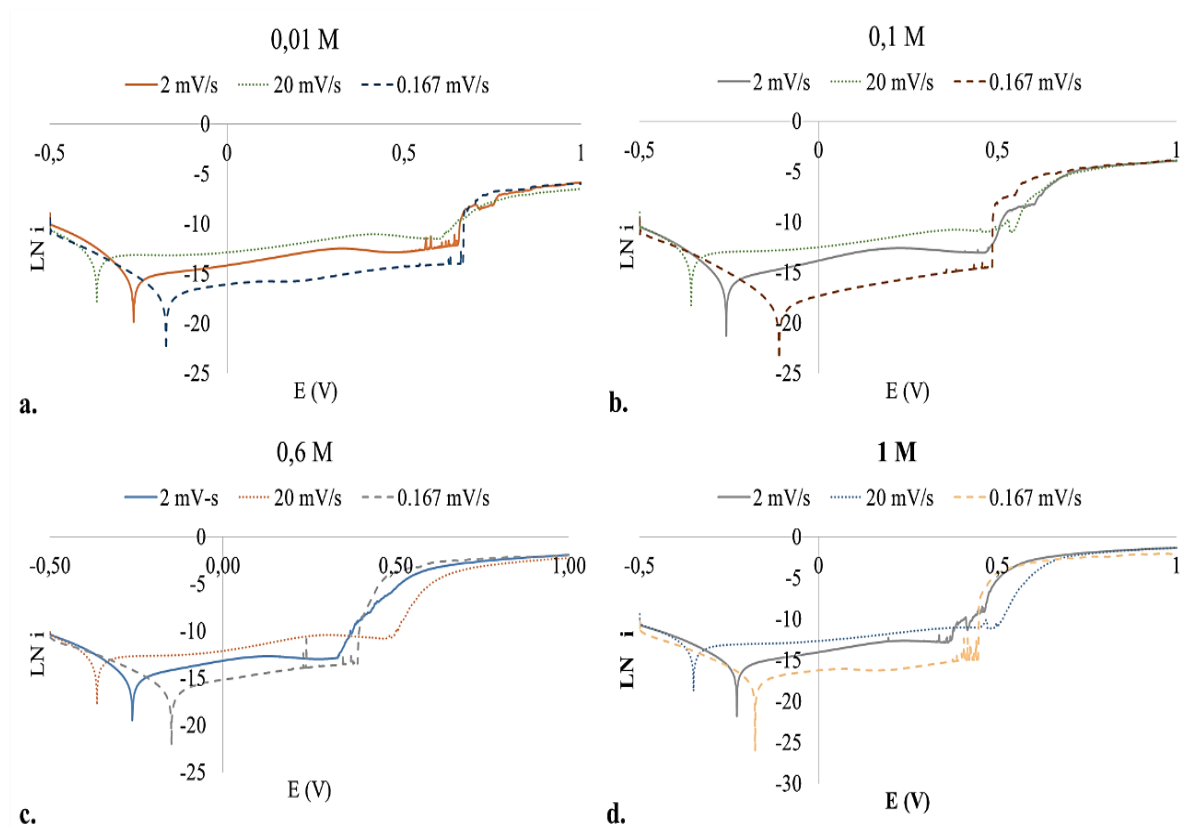 0,01 M
2 mV/s 20 mV/s 0.167 mV/s
0
-0,5 0 0,5 1
-5
-10
-15
-20
-25
LN i
E (V)
a.
0,1 M
2 mV/s 20 mV/s 0.167 mV/s
0
-0,5 0 0,5 1
-5
-10
-15
-20
-25
LN i
E (V)
b.
0,6 M
2 mV-s 20 mV/s 0.167 mV/s
0
-0,50 0,00 0,50 1,00
-5
-10
-15
-20
-25
LN i
E (V)
c.
1 M
2 mV/s 20 mV/s 0.167 mV/s
0
-0,5 0 0,5 1
-5
-10
-15
-20
-25
-30
LN i
E (V)
d.